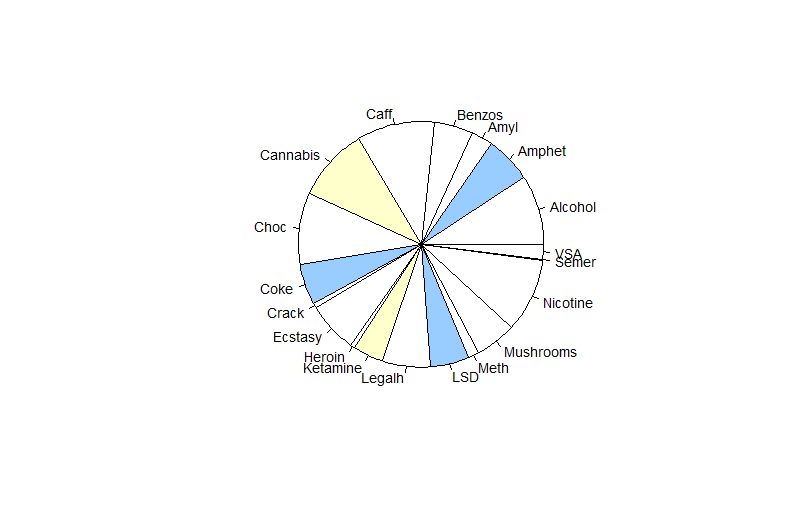 Caff
Benzos
Amyl
Cannabis
Amphet
Alcohol
Choc
VSA
Semer
Coke
Nicotine
Crack
Ecstasy
Mushrooms
Heroin
Ketamine
Meth
Legalh
LSD